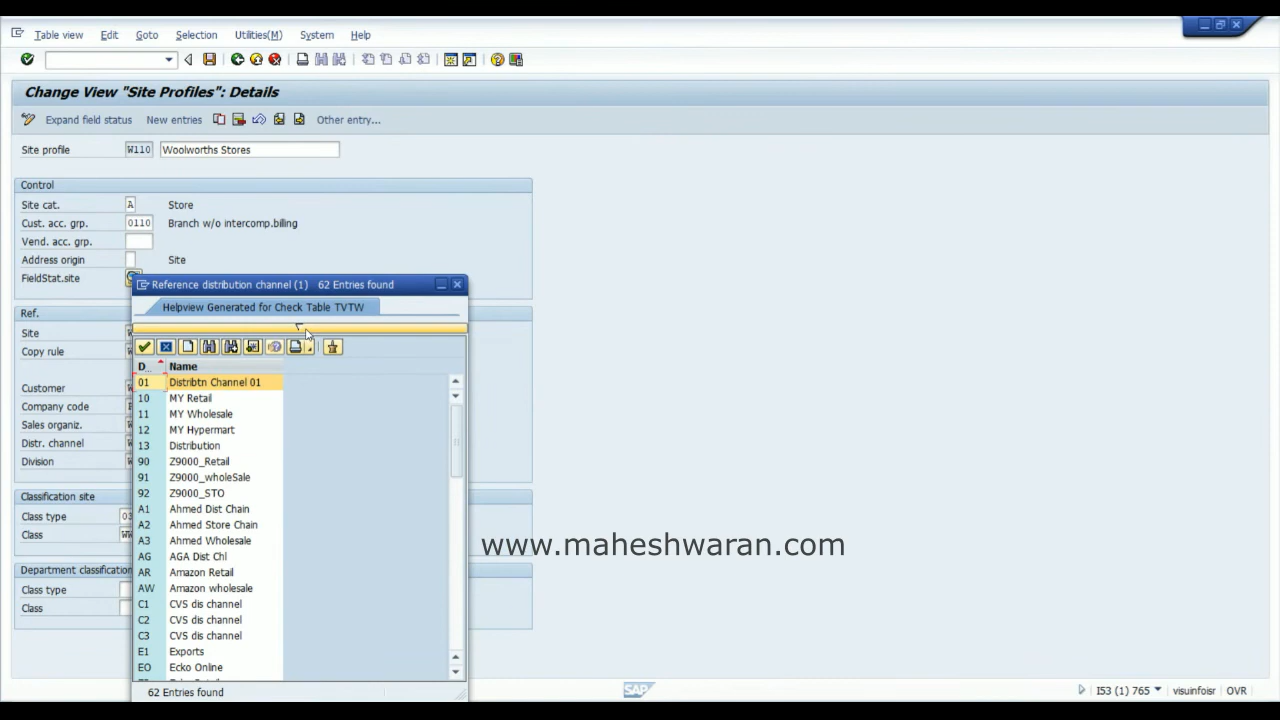 Table view Edit Goto Selection Utilities(M) System Help
Change View "Site Profiles": Details
Expand field status New entries Other entry...
Site profile W110 Woolworths Stores
Control
Site cat. A Store
Cust. acc. grp. 0110 Branch w/o intercomp.biling
Vend. acc. grp.
Address origin Site
FieldStat.site
Ref.
Site
Copy rule
Customer
Company code
Sales organiz.
Distr. channel
Division
Classification site
Class type
Class
Department classification
Class type
Class
Reference distribution channel (1) 62 Entries found
Helpview Generated for Check Table TVTW
D.. Name
01 Distribtn Channel 01
10 MY Retail
11 MY Wholesale
12 MY Hypermart
13 Distribution
90 Z9000_Retail
91 Z9000_wholeSale
92 Z9000_STO
A1 Ahmed Dist Chain
A2 Ahmed Store Chain
A3 Ahmed Wholesale
AG AGA Dist Chl
AR Amazon Retail
AW Amazon wholesale
C1 CVS dis channel
C2 CVS dis channel
C3 CVS dis channel
E1 Exports
EO Ecko Online
62 Entries found
www.maheshwaran.com
SAP
I53 (1) 765 visuinfoisr OVR